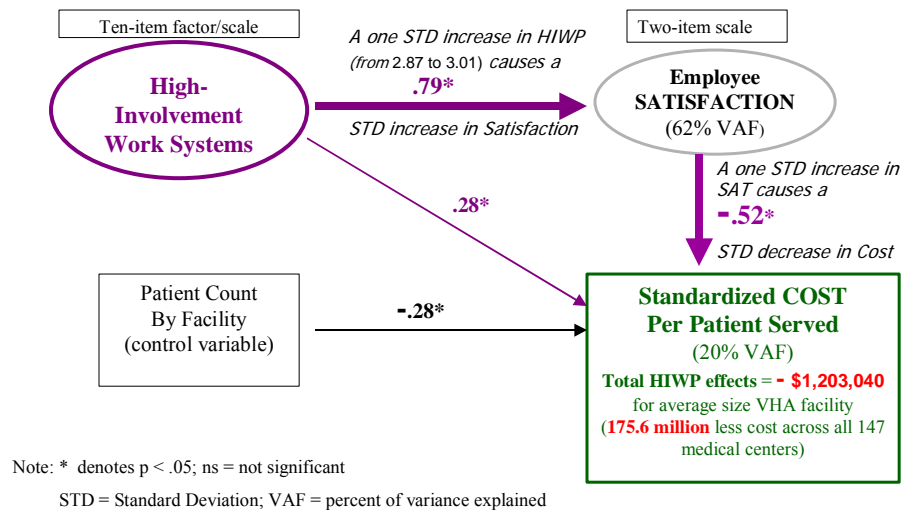 Ten-item factor/scale
High-
Involvement
Work Systems
A one STD increase in HIWP
(from 2.87 to 3.01) causes a
.79*
STD increase in Satisfaction
Two-item scale
Employee
SATISFACTION
(62% VAF)
A one STD increase in
SAT causes a
-.52*
STD decrease in Cost
.28*
Patient Count
By Facility
(control variable)
-.28*
Standardized COST
Per Patient Served
(20% VAF)
Total HIWP effects = - $1,203,040
for average size VHA facility
(175.6 million less cost across all 147
medical centers)
Note: * denotes p < .05; ns = not significant
STD = Standard Deviation; VAF = percent of variance explained